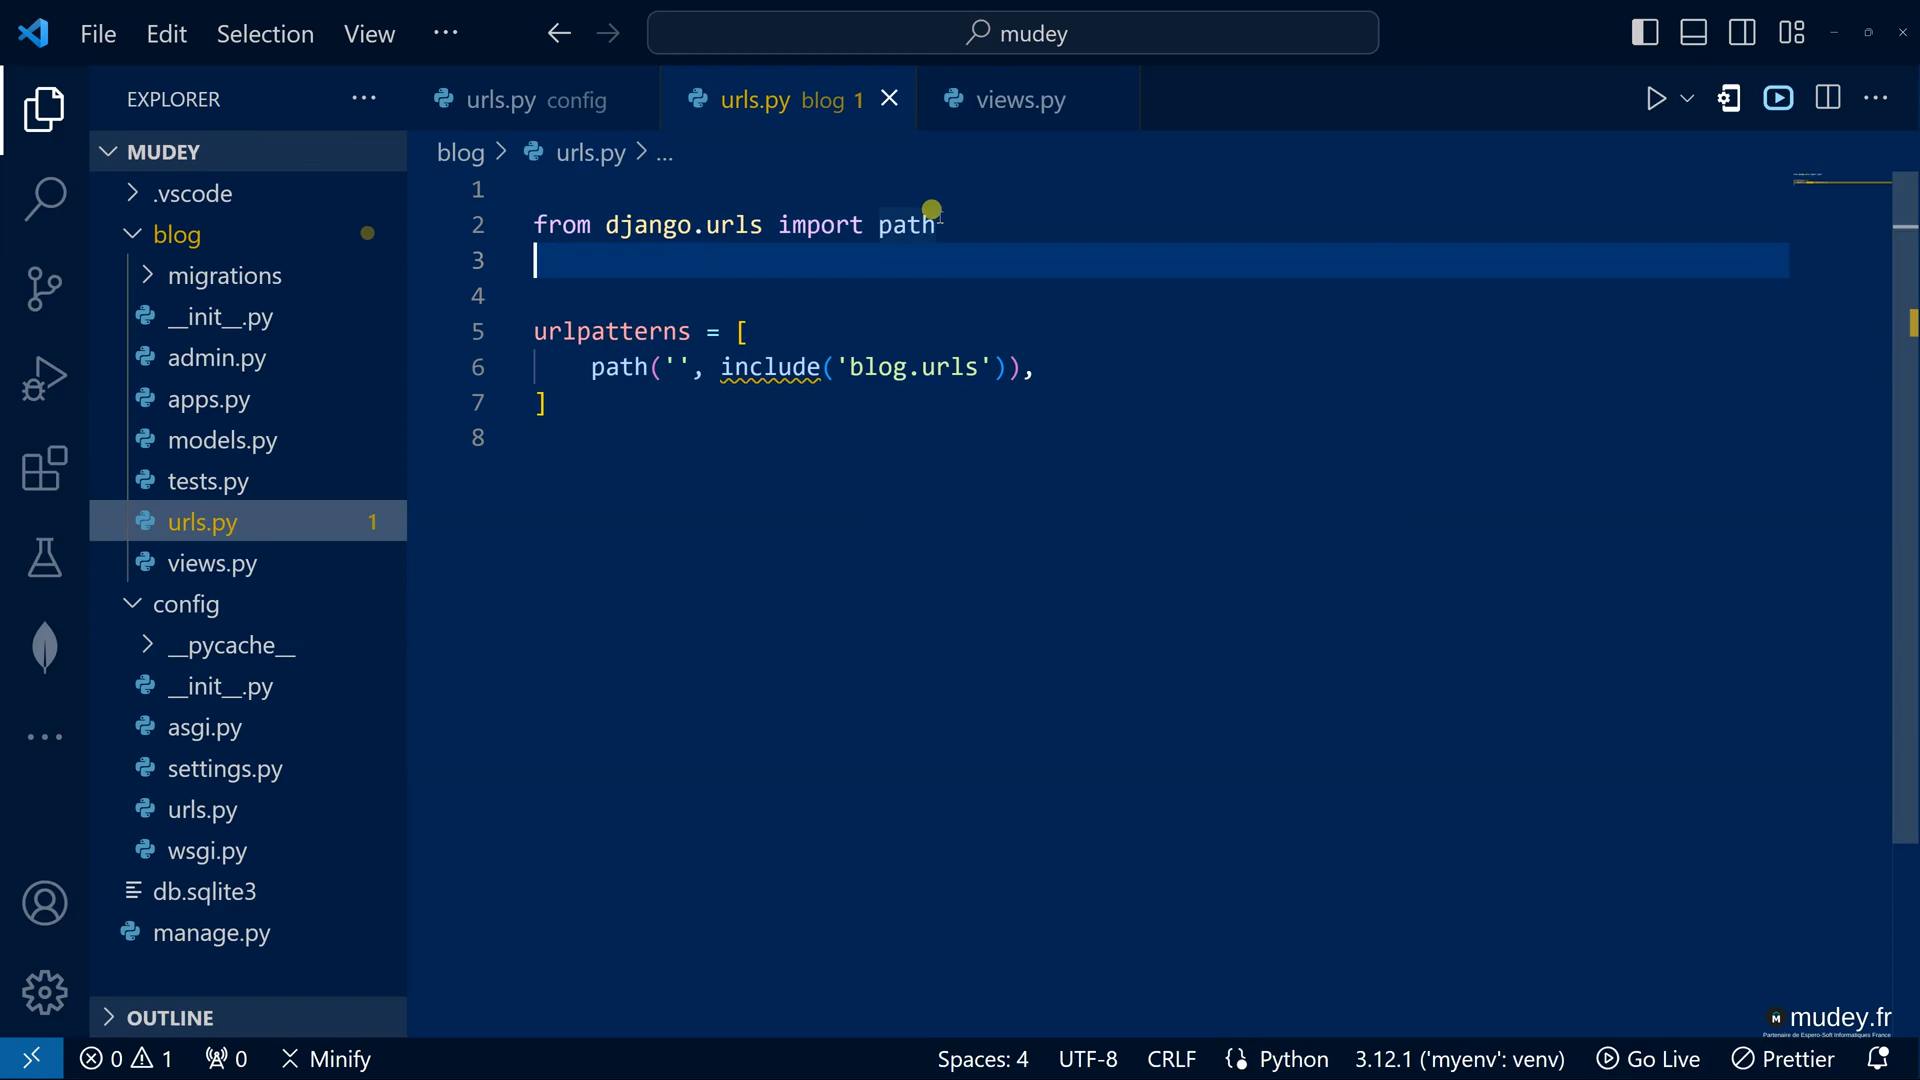 File Edit Selection View ... mudey
EXPLORER ...
urls.py config
urls.py blog 1
views.py
MUDEY
.vscode
blog
migrations
__init__.py
admin.py
apps.py
models.py
tests.py
urls.py 1
views.py
config
__pycache__
__init__.py
asgi.py
settings.py
urls.py
wsgi.py
db.sqlite3
manage.py
OUTLINE
blog > urls.py > ...
1
2 from django.urls import path
3
4
5 urlpatterns = [
6 path('', include('blog.urls')),
7 ]
8
mudey.fr
Partenaire de Espero-Soft Informatiques France
0 1 0 Minify Spaces: 4 UTF-8 CRLF Python 3.12.1 ('myenv': venv) Go Live Prettier